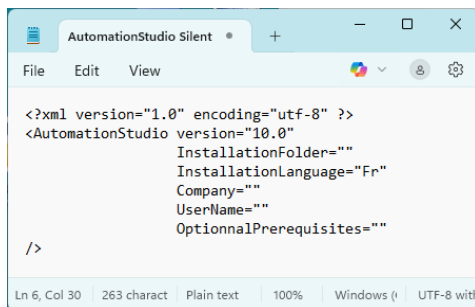 AutomationStudio Silent
File Edit View
<?xml version="1.0" encoding="utf-8" ?>
<AutomationStudio version="10.0"
InstallationFolder=""
InstallationLanguage="Fr"
Company=""
UserName=""
OptionnalPrerequisites=""
/>
Ln 6, Col 30 263 charact Plain text 100% Windows ( UTF-8 with